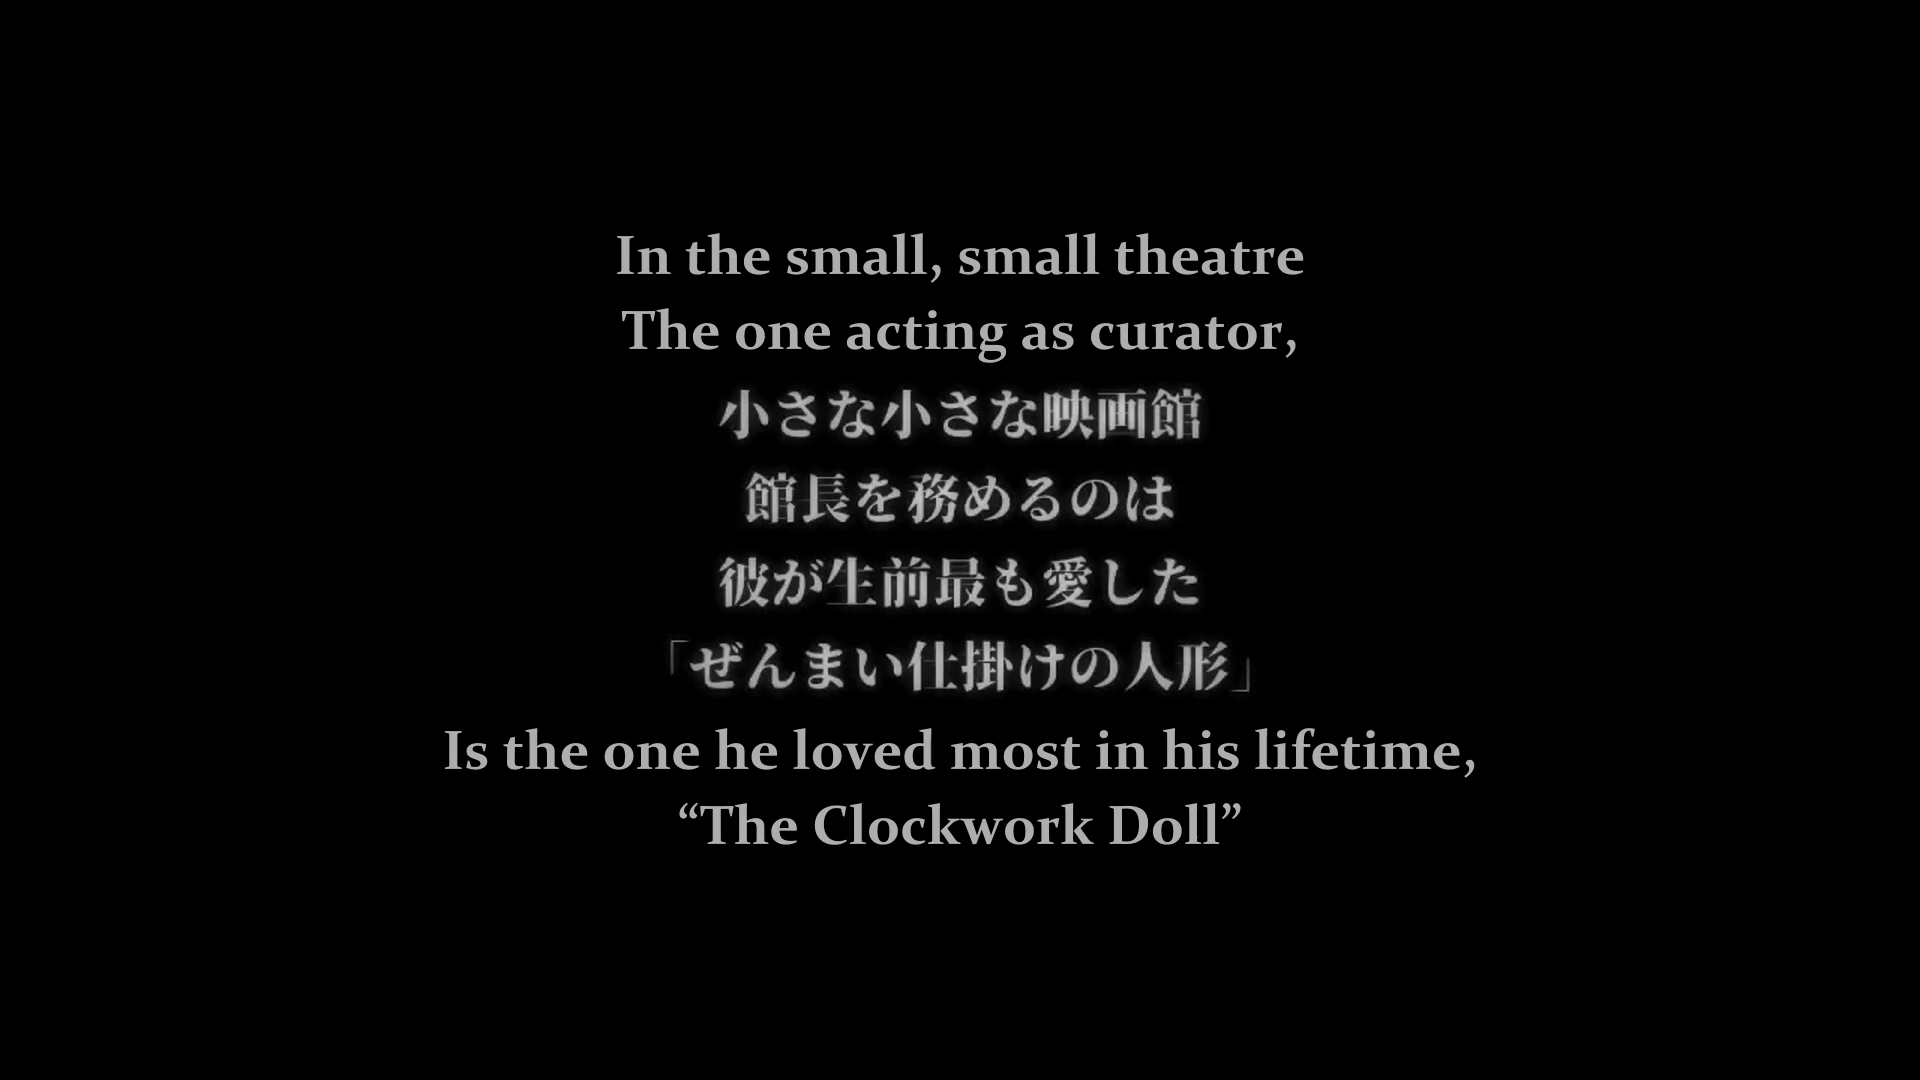 In the small, small theatre
The one acting as curator,
小さな小さな映画館
館長を務めるのは
彼が生前最も愛した
「ぜんまい仕掛けの人形」
Is the one he loved most in his lifetime,
“The Clockwork Doll”